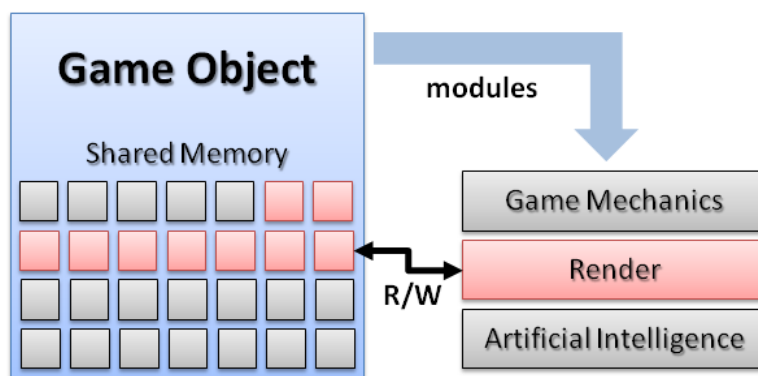 Game Object
modules
Shared Memory
Game Mechanics
Render
R/W
Artificial Intelligence